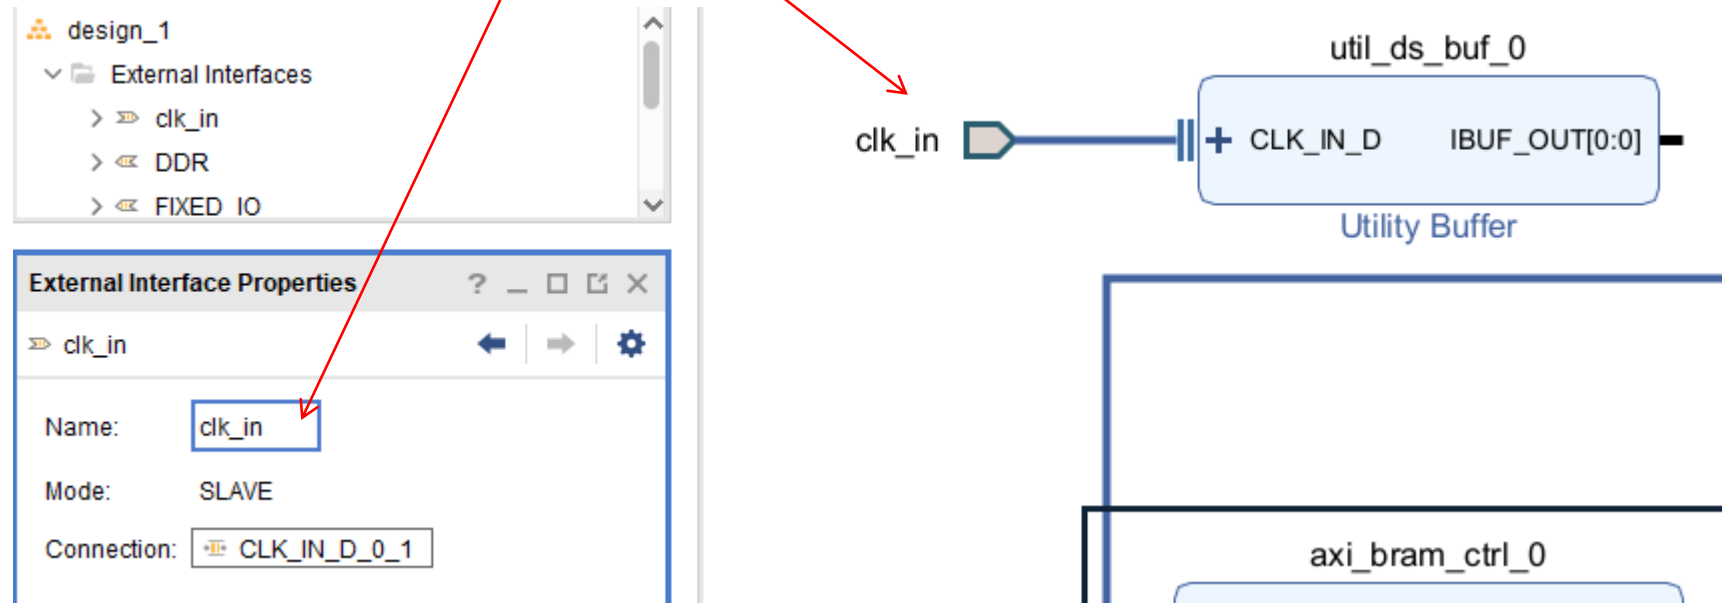 design_1
External Interfaces
clk_in
DDR
FIXED_IO
External Interface Properties
?
clk_in
Name:
clk_in
Mode:
SLAVE
Connection:
CLK_IN_D_0_1
util_ds_buf_0
clk_in
CLK_IN_D
IBUF_OUT[0:0]
Utility Buffer
axi_bram_ctrl_0